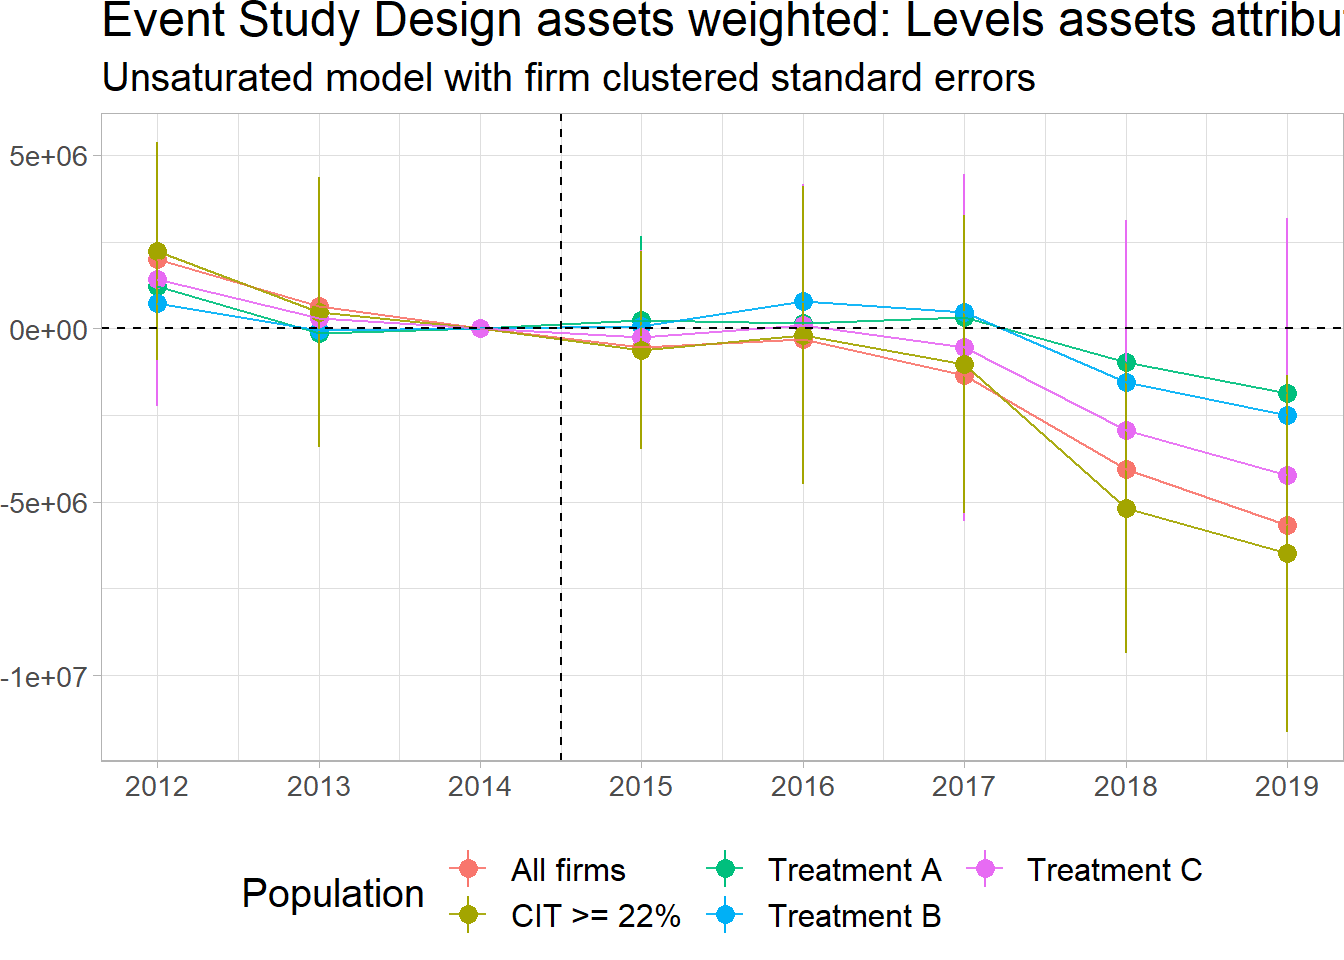 Event Study Design assets weighted: Levels assets attribu
Unsaturated model with firm clustered standard errors
5e+06
0e+00
-5e+06
-1e+07
2012 2013 2014 2015 2016 2017 2018 2019
Population
All firms
CIT >= 22%
Treatment A
Treatment B
Treatment C